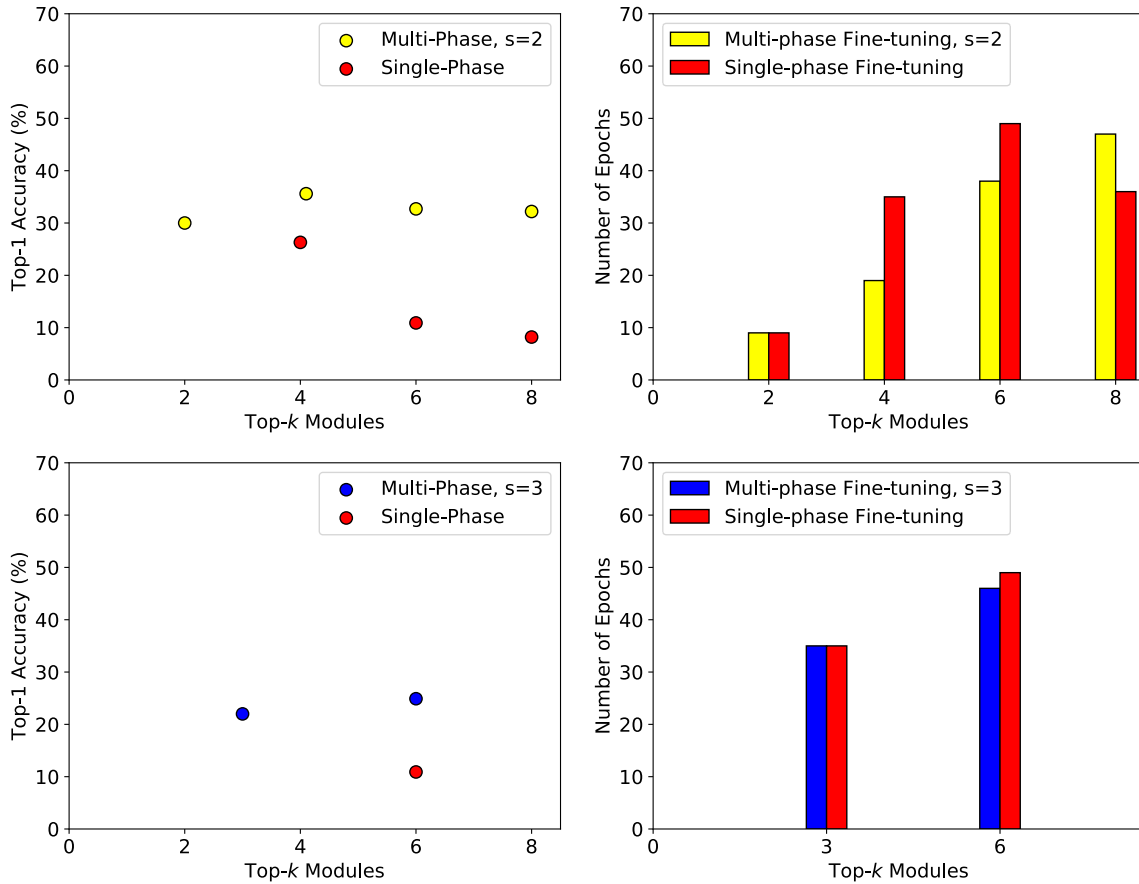 70
60
50
40
30
20
10
0
Top-1 Accuracy (%)
Multi-Phase, s=2
Single-Phase
0 2 4 6 8
Top-k Modules
70
60
50
40
30
20
10
0
Number of Epochs
Multi-phase Fine-tuning, s=2
Single-phase Fine-tuning
0 2 4 6 8
Top-k Modules
70
60
50
40
30
20
10
0
Top-1 Accuracy (%)
Multi-Phase, s=3
Single-Phase
0 2 4 6 8
Top-k Modules
70
60
50
40
30
20
10
0
Number of Epochs
Multi-phase Fine-tuning, s=3
Single-phase Fine-tuning
0 3 6
Top-k Modules